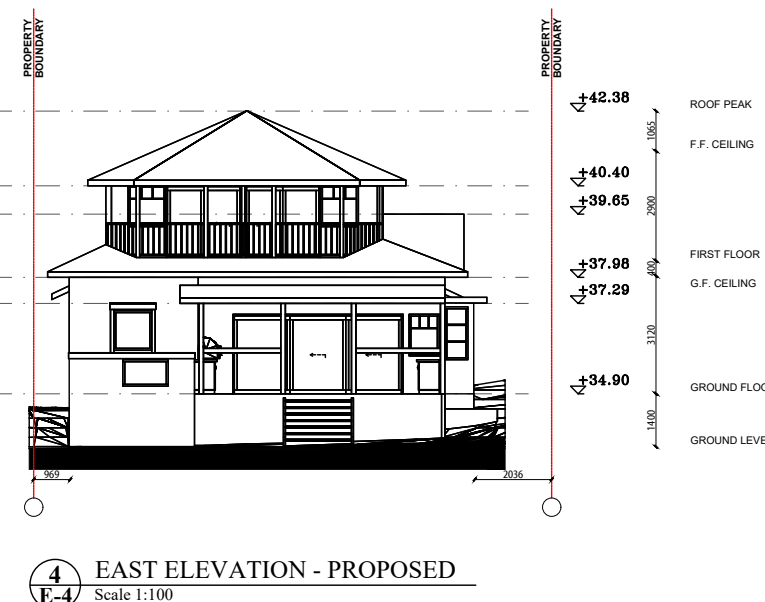 PROPERTY
BOUNDARY
PROPERTY
BOUNDARY
+42.38
ROOF PEAK
1065
F.F. CEILING
+40.40
+39.65
2900
FIRST FLOOR
+37.98
400
G.F. CEILING
+37.29
3120
+34.90
GROUND FLOO
1400
GROUND LEVE
969
2036
4
E-4
EAST ELEVATION - PROPOSED
Scale 1:100